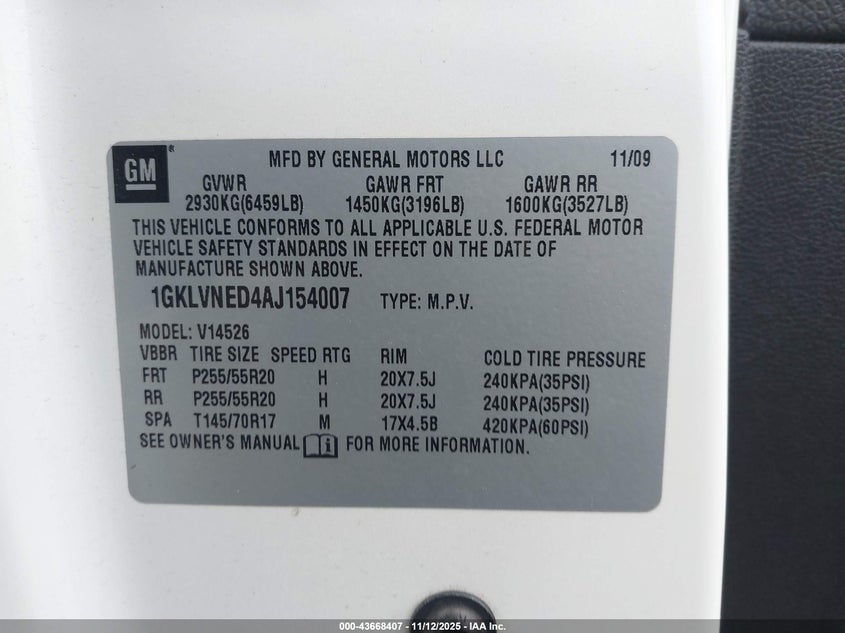 GM® MFD BY GENERAL MOTORS LLC 11/09
GVWR GAWR FRT GAWR RR
2930KG(6459LB) 1450KG(3196LB) 1600KG(3527LB)
THIS VEHICLE CONFORMS TO ALL APPLICABLE U.S. FEDERAL MOTOR
VEHICLE SAFETY STANDARDS IN EFFECT ON THE DATE OF
MANUFACTURE SHOWN ABOVE.
1GKLVNED4AJ154007 TYPE: M.P.V.
MODEL: V14526
VBBR TIRE SIZE SPEED RTG RIM COLD TIRE PRESSURE
FRT P255/55R20 H 20X7.5J 240KPA(35PSI)
RR P255/55R20 H 20X7.5J 240KPA(35PSI)
SPA T145/70R17 M 17X4.5B 420KPA(60PSI)
SEE OWNER'S MANUAL i FOR MORE INFORMATION.
000-43668407 - 11/12/2025 - IAA Inc.